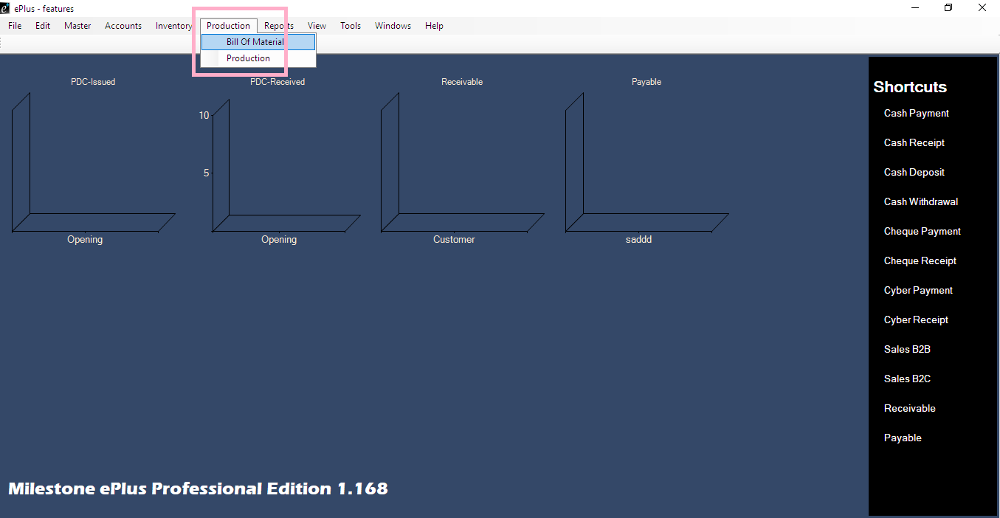 ePlus - features
File Edit Master Accounts Inventory Production Reports View Tools Windows Help
Bill Of Material
Production
PDC-Issued PDC-Received Receivable Payable
10
5
Opening Opening Customer saddd
Shortcuts
Cash Payment
Cash Receipt
Cash Deposit
Cash Withdrawal
Cheque Payment
Cheque Receipt
Cyber Payment
Cyber Receipt
Sales B2B
Sales B2C
Receivable
Payable
Milestone ePlus Professional Edition 1.168